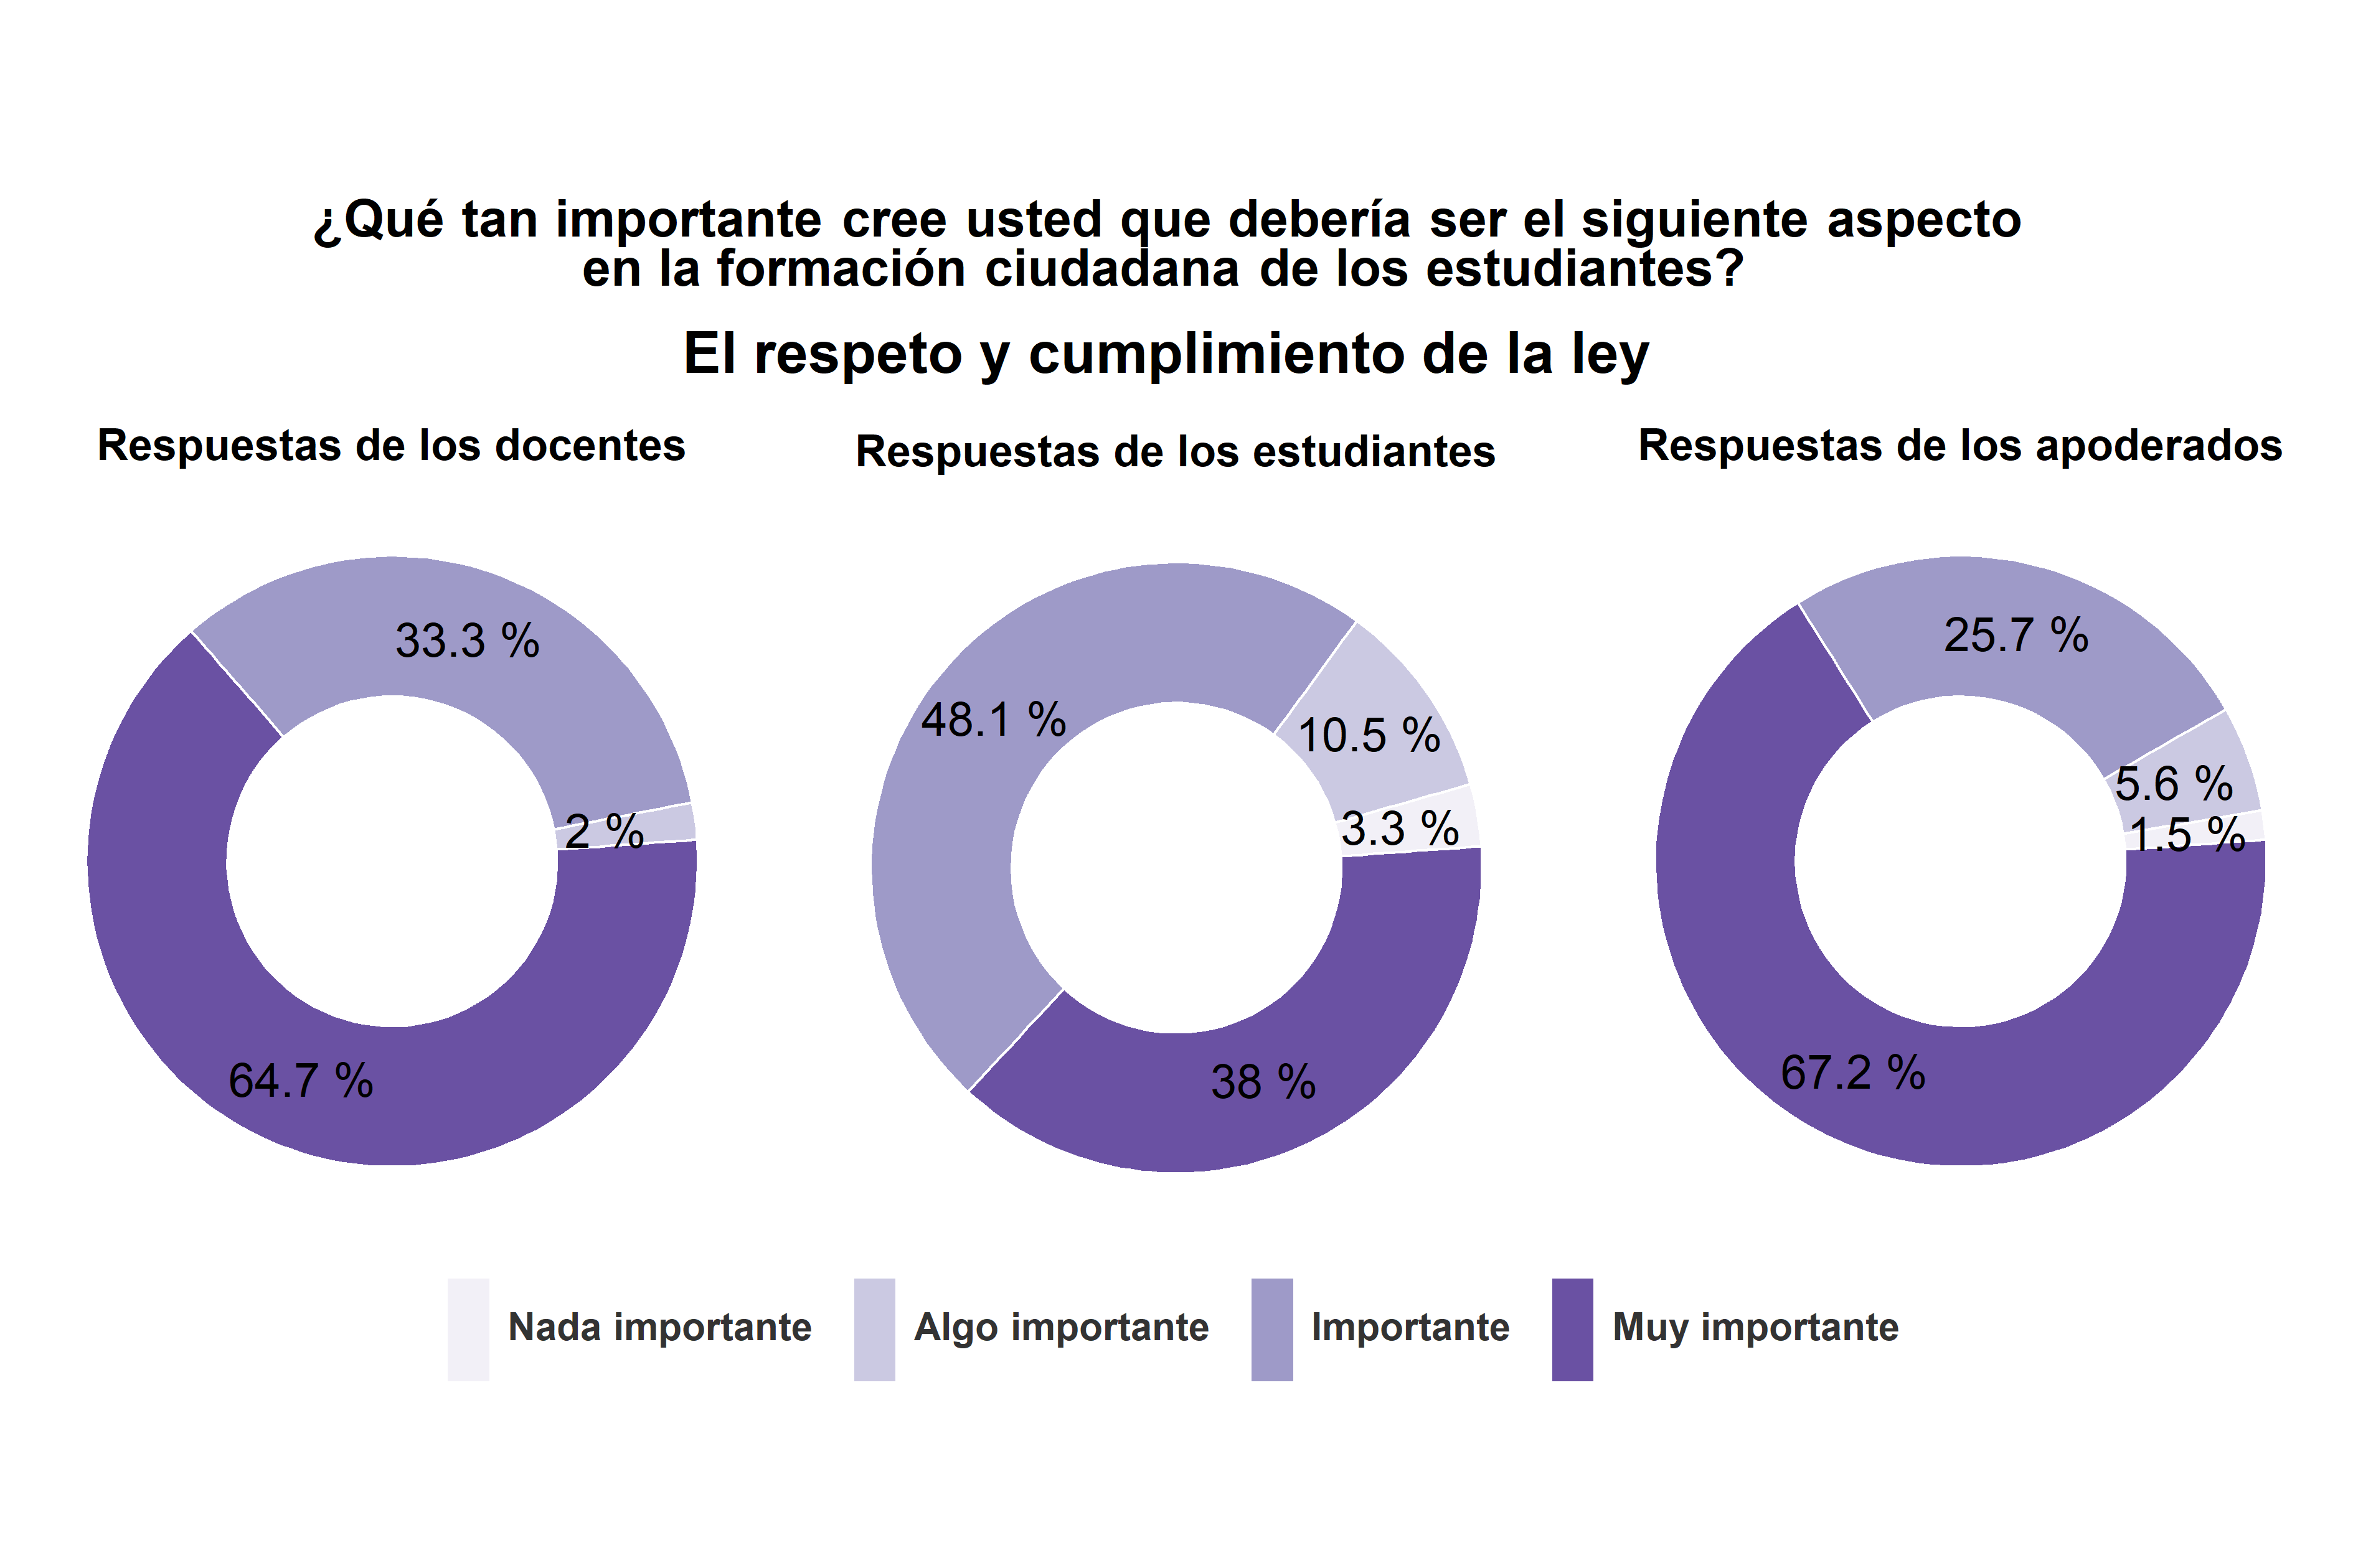 ¿Qué tan importante cree usted que debería ser el siguiente aspecto
en la formación ciudadana de los estudiantes?
El respeto y cumplimiento de la ley
Respuestas de los docentes
33.3 %
2 %
64.7 %
Respuestas de los estudiantes
48.1 %
10.5 %
3.3 %
38 %
Respuestas de los apoderados
25.7 %
5.6 %
1.5 %
67.2 %
Nada importante
Algo importante
Importante
Muy importante